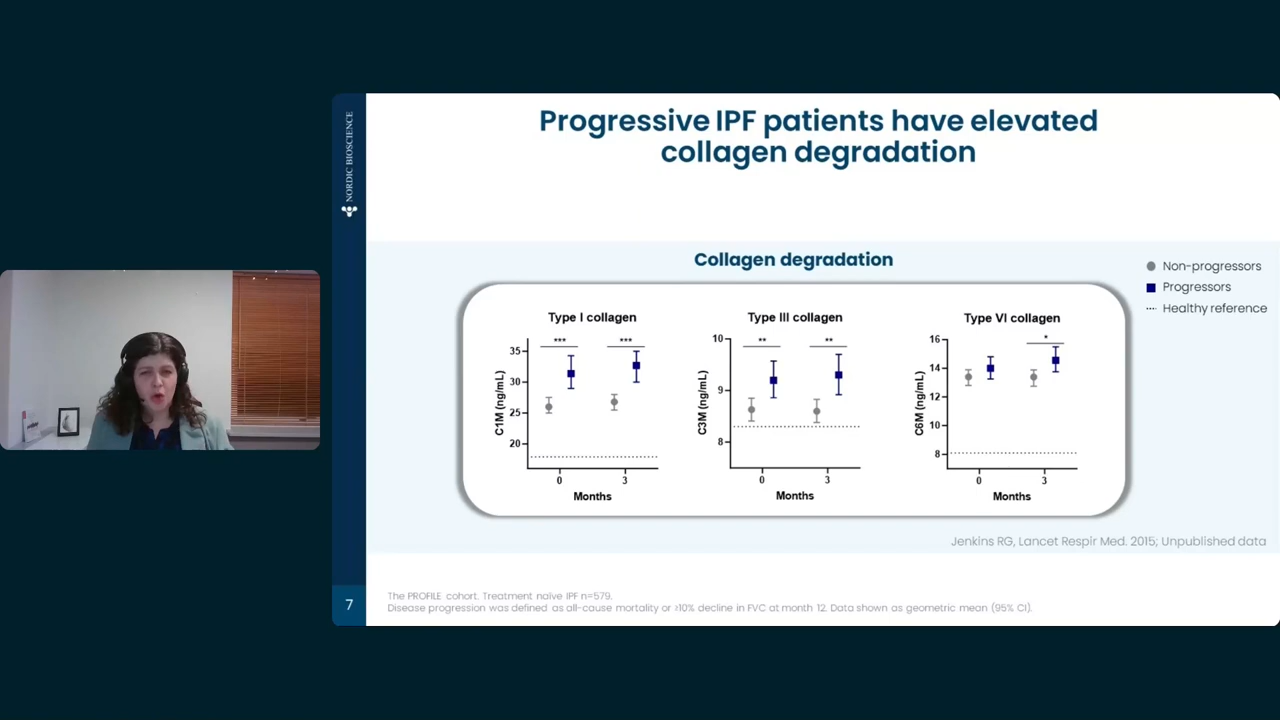 NORDIC BIOSCIENCE
Progressive IPF patients have elevated
collagen degradation
Collagen degradation
Non-progressors
Progressors
Healthy reference
Type I collagen
***
***
35
30
25
20
C1M (ng/mL)
0
3
Months
Type III collagen
**
**
10
9
8
C3M (ng/mL)
0
3
Months
Type VI collagen
*
16
14
12
10
8
C6M (ng/mL)
0
3
Months
Jenkins RG, Lancet Respir Med. 2015; Unpublished data
7
The PROFILE cohort. Treatment naïve IPF n=579.
Disease progression was defined as all-cause mortality or ≥10% decline in FVC at month 12. Data shown as geometric mean (95% CI).